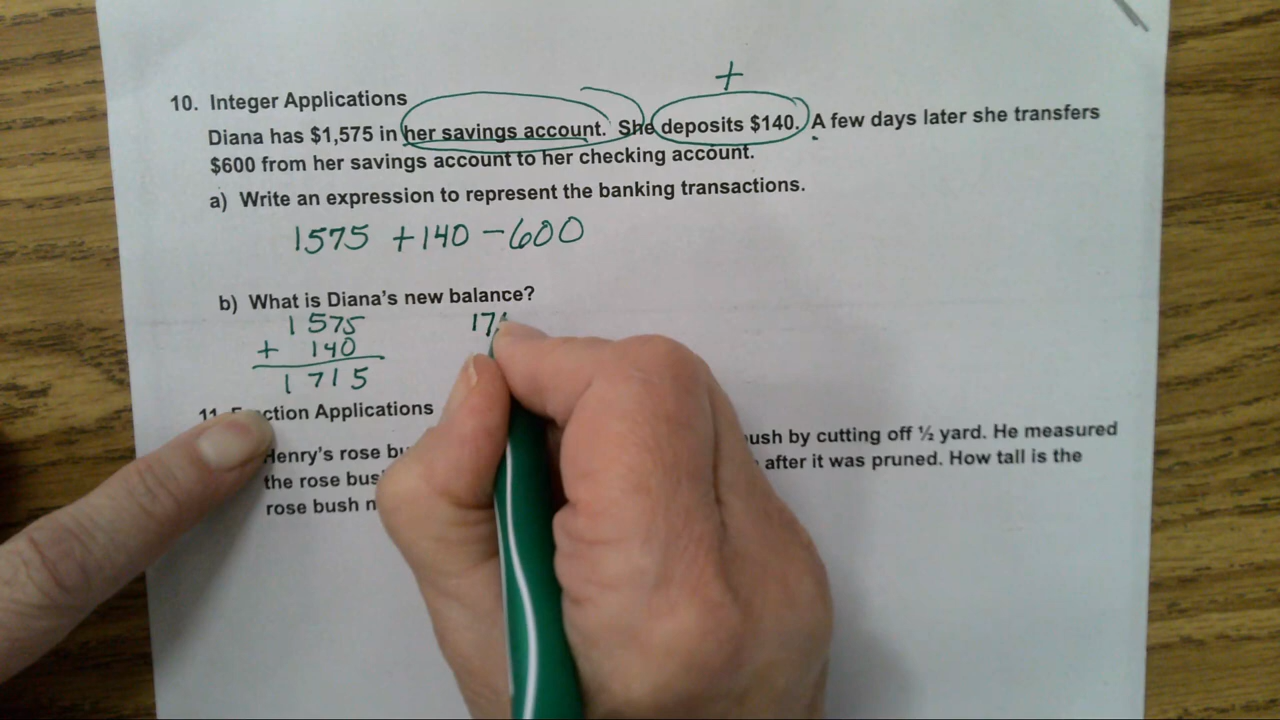 +
10. Integer Applications
Diana has $1,575 in her savings account. She deposits $140. A few days later she transfers
$600 from her savings account to her checking account.
a) Write an expression to represent the banking transactions.
1575 + 140 - 600
b) What is Diana's new balance?
1575 17
+ 140
1715
11. Applications
Henry's rose ush by cutting off ½ yard. He measured
the rose after it was pruned. How tall is the
rose bush